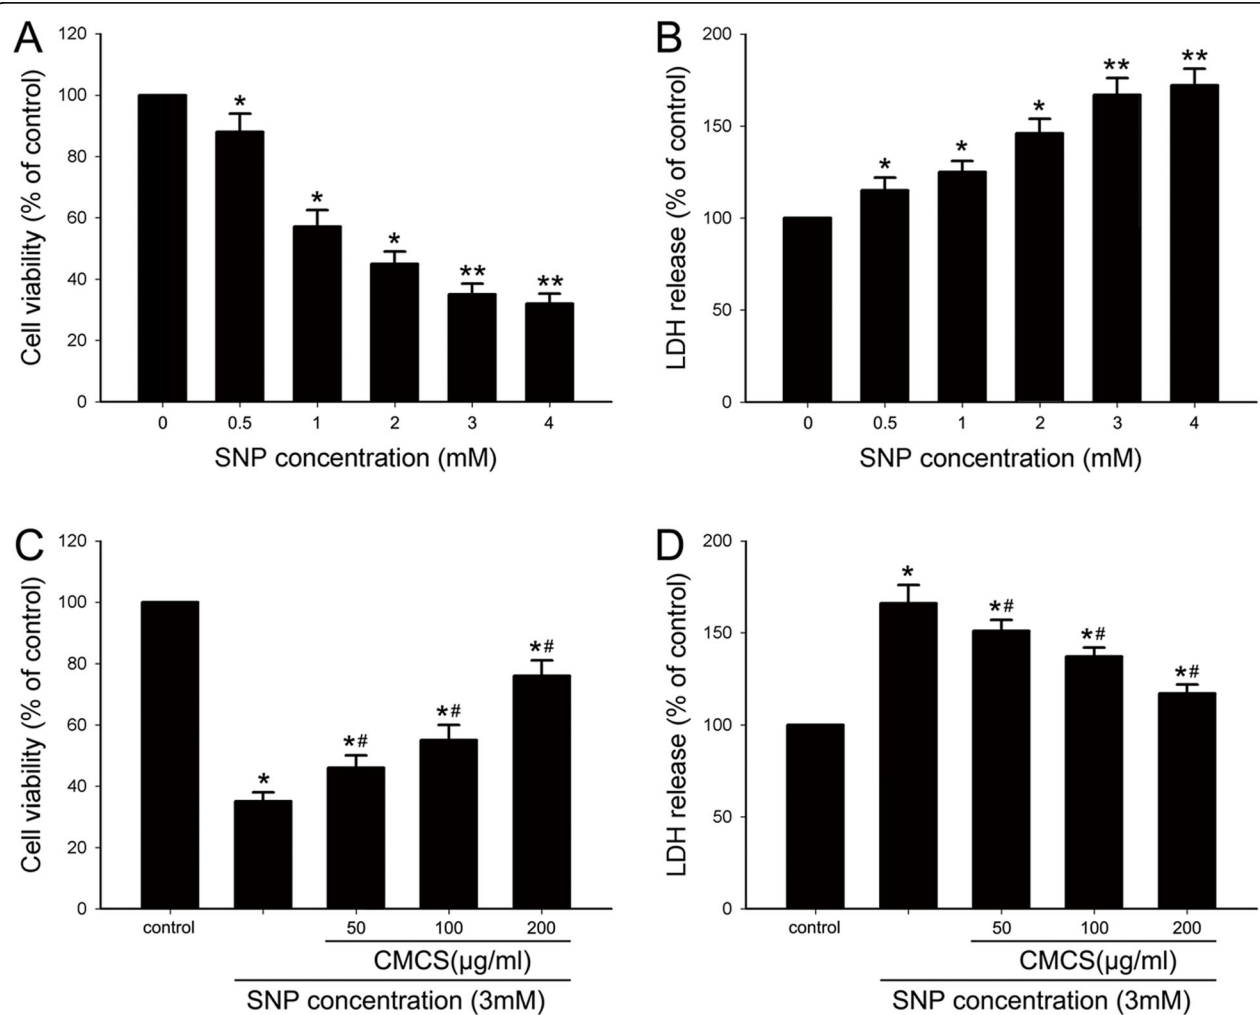 A
Cell viability (% of control)
120
100
80
60
40
20
0
*
*
*
**
**
0 0.5 1 2 3 4
SNP concentration (mM)
B
LDH release (% of control)
200
150
100
50
0
*
*
*
**
**
0 0.5 1 2 3 4
SNP concentration (mM)
C
Cell viability (% of control)
120
100
80
60
40
20
0
*
*#
*#
*#
control 50 100 200
CMCS(μg/ml)
SNP concentration (3mM)
D
LDH release (% of control)
200
150
100
50
0
*
*#
*#
*#
control 50 100 200
CMCS(μg/ml)
SNP concentration (3mM)